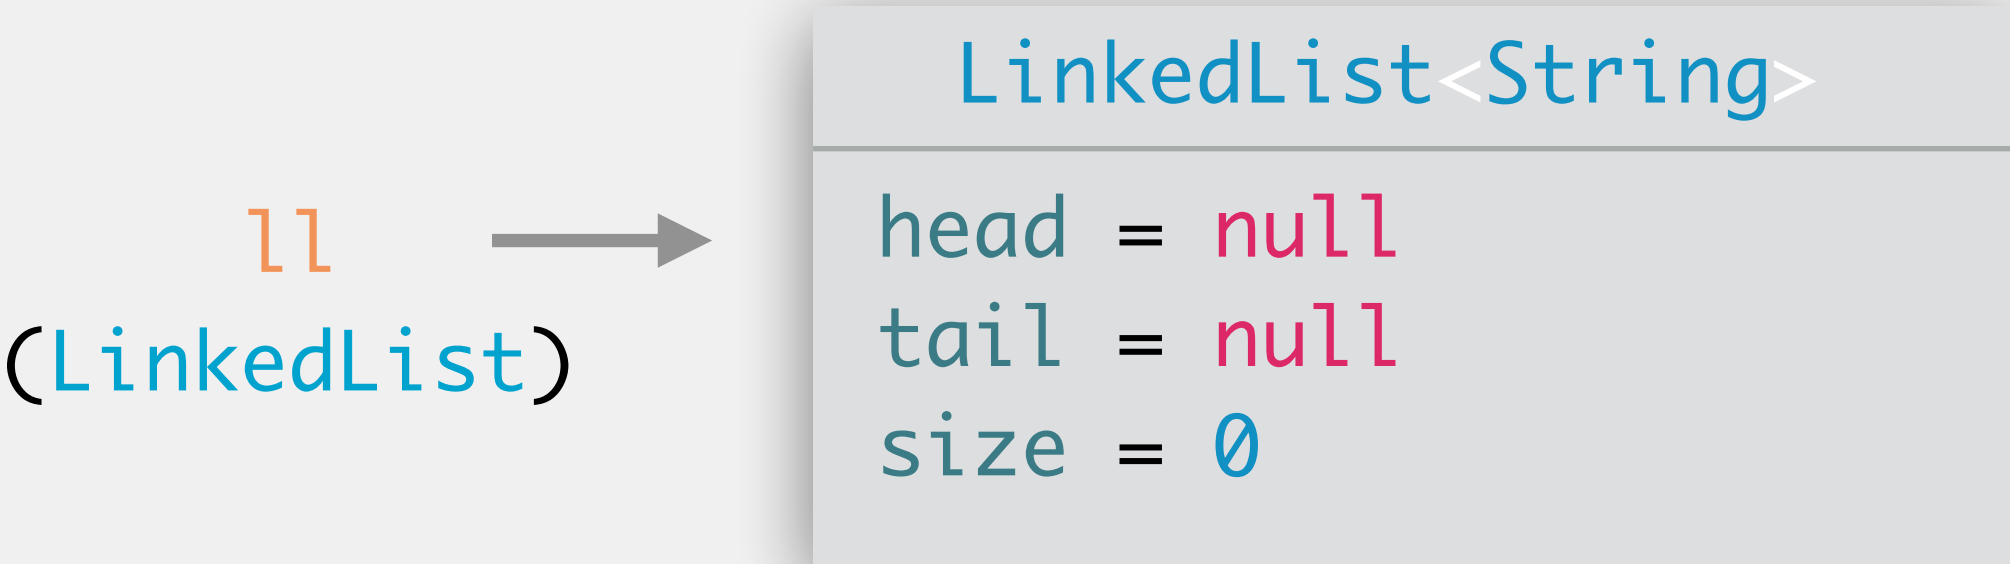 ll
(LinkedList)
LinkedList<String>
head = null
tail = null
size = 0